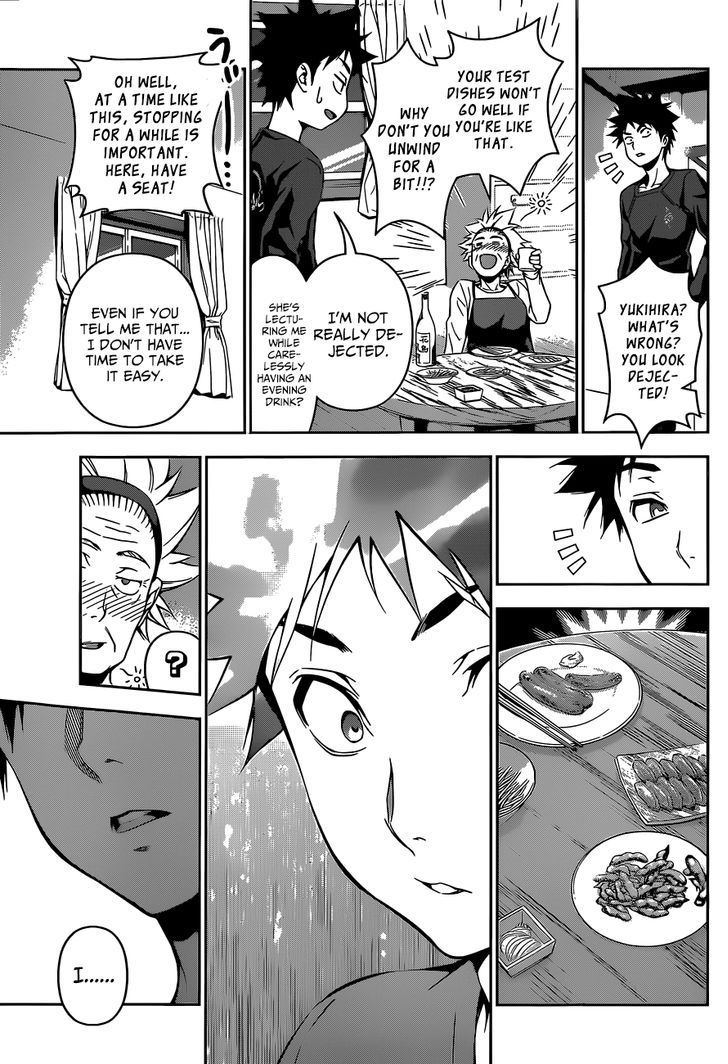 YUKIHIRA?
WHAT'S
WRONG?
YOU LOOK
DEJEC-
TED!
YOUR TEST
DISHES WON'T
GO WELL IF
YOU'RE LIKE
THAT.
WHY
DON'T YOU
UNWIND
FOR A
BIT!!?
I'M NOT
REALLY DE-
JECTED.
SHE'S
LECTU-
RING ME
WHILE
CARE-
LESSLY
HAVING AN
EVENING
DRINK?
OH WELL,
AT A TIME LIKE
THIS, STOPPING
FOR A WHILE IS
IMPORTANT.
HERE, HAVE
A SEAT!
EVEN IF YOU
TELL ME THAT...
I DON'T HAVE
TIME TO TAKE
IT EASY.
?
I......